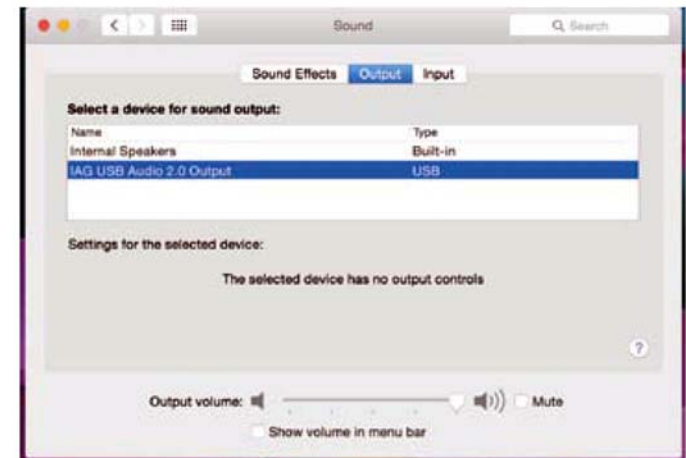 Sound
Search
Sound Effects Output Input
Select a device for sound output:
Name Type
Internal Speakers Built-in
IAG USB Audio 2.0 Output USB
Settings for the selected device:
The selected device has no output controls
?
Output volume: Mute
Show volume in menu bar